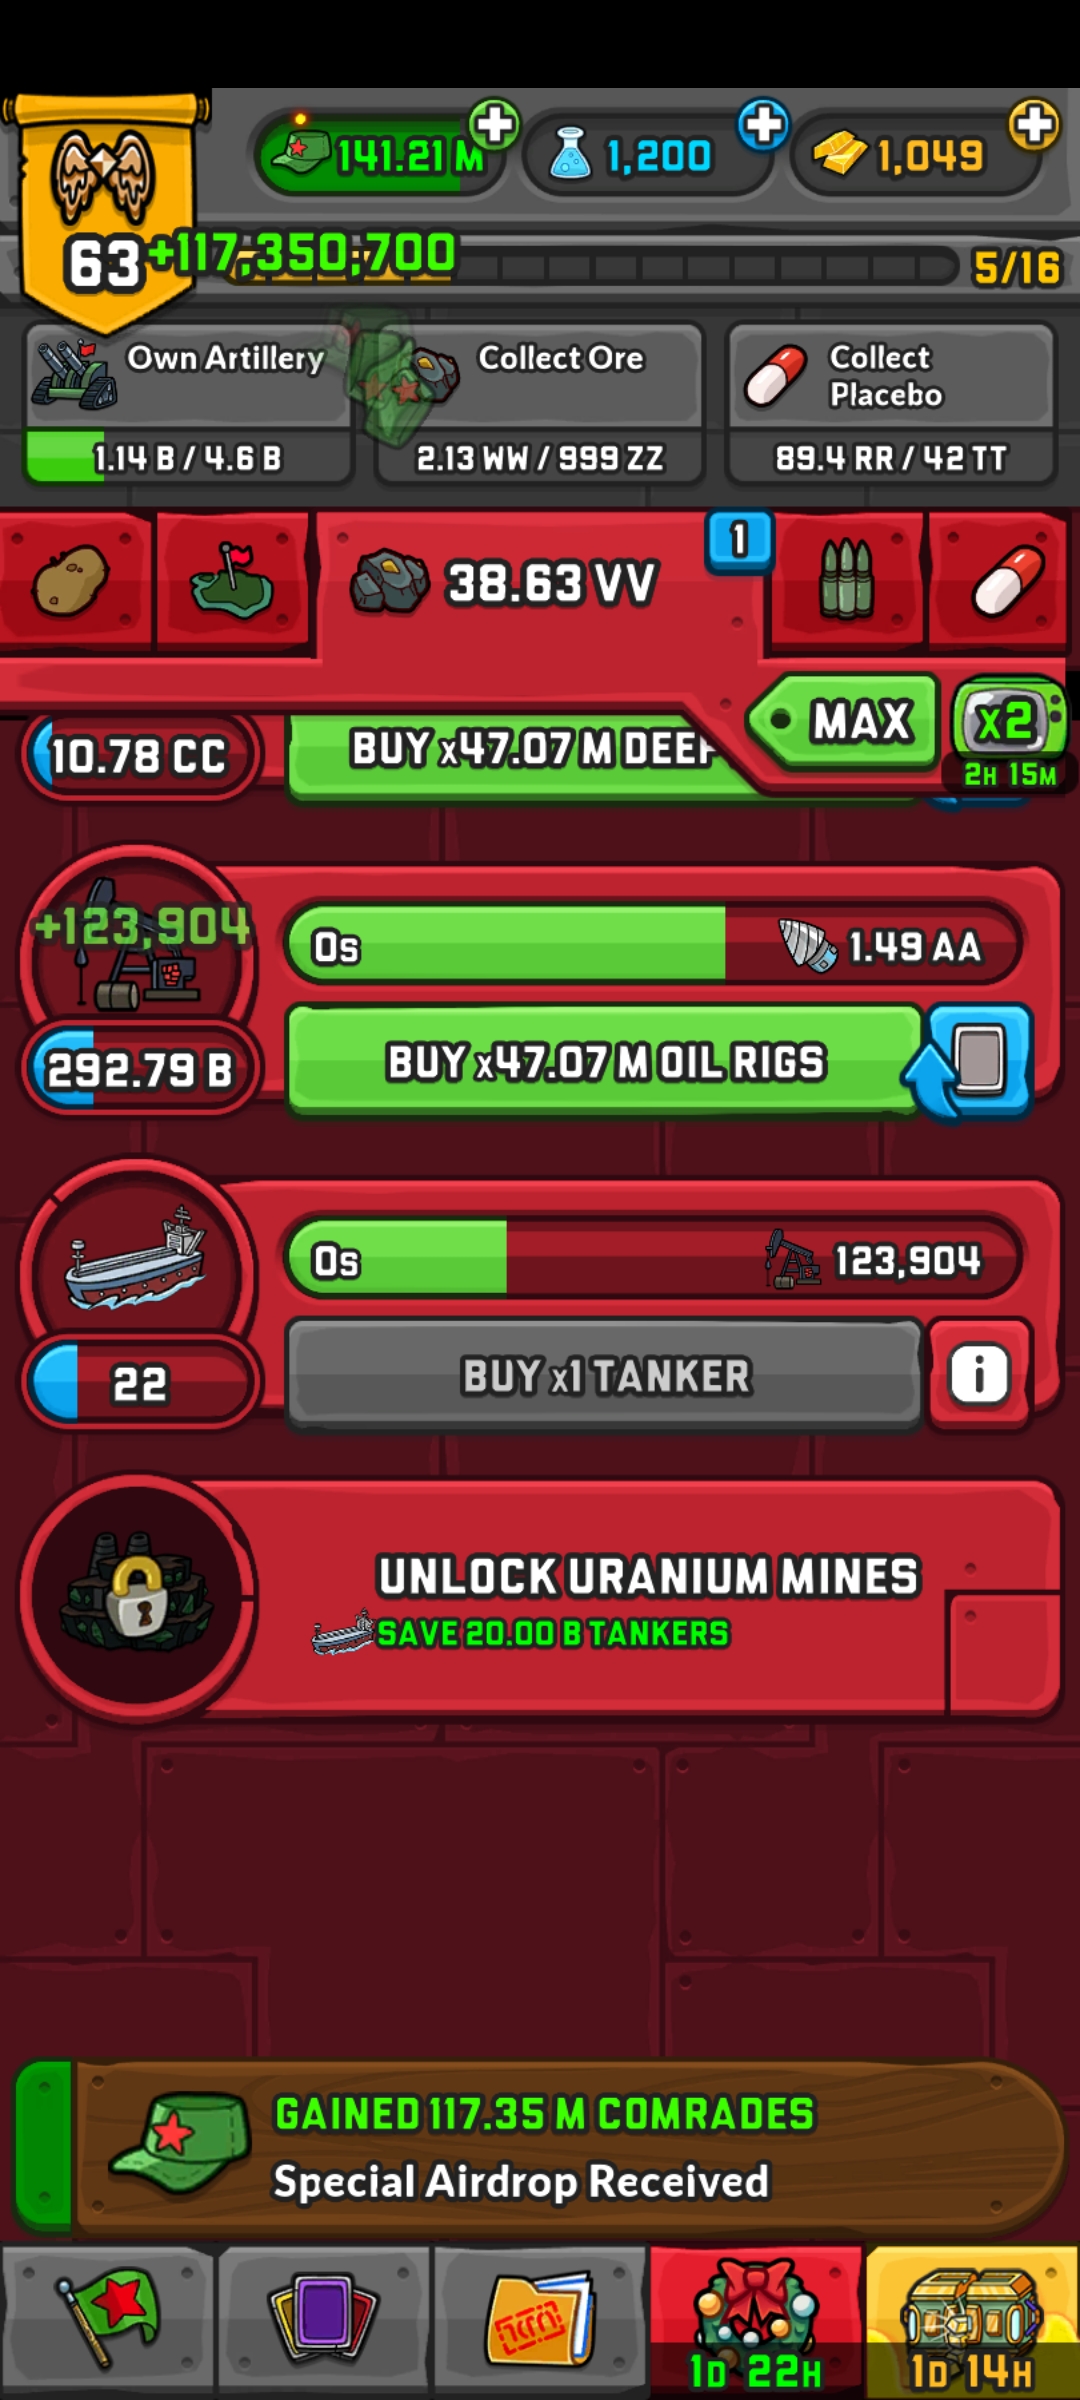 141.21 M
1,200
1,049
63
+117,350,700
5/16
Own Artillery
1.14 B / 4.6 B
Collect Ore
2.13 WW / 999 ZZ
Collect
Placebo
89.4 RR / 42 TT
38.63 VV
1
MAX
x2
2H 15M
10.78 CC
BUY x47.07 M DEEP
+123,904
0s
1.49 AA
292.79 B
BUY x47.07 M OIL RIGS
0s
123,904
22
BUY x1 TANKER
i
UNLOCK URANIUM MINES
SAVE 20.00 B TANKERS
GAINED 117.35 M COMRADES
Special Airdrop Received
1D 22H
1D 14H